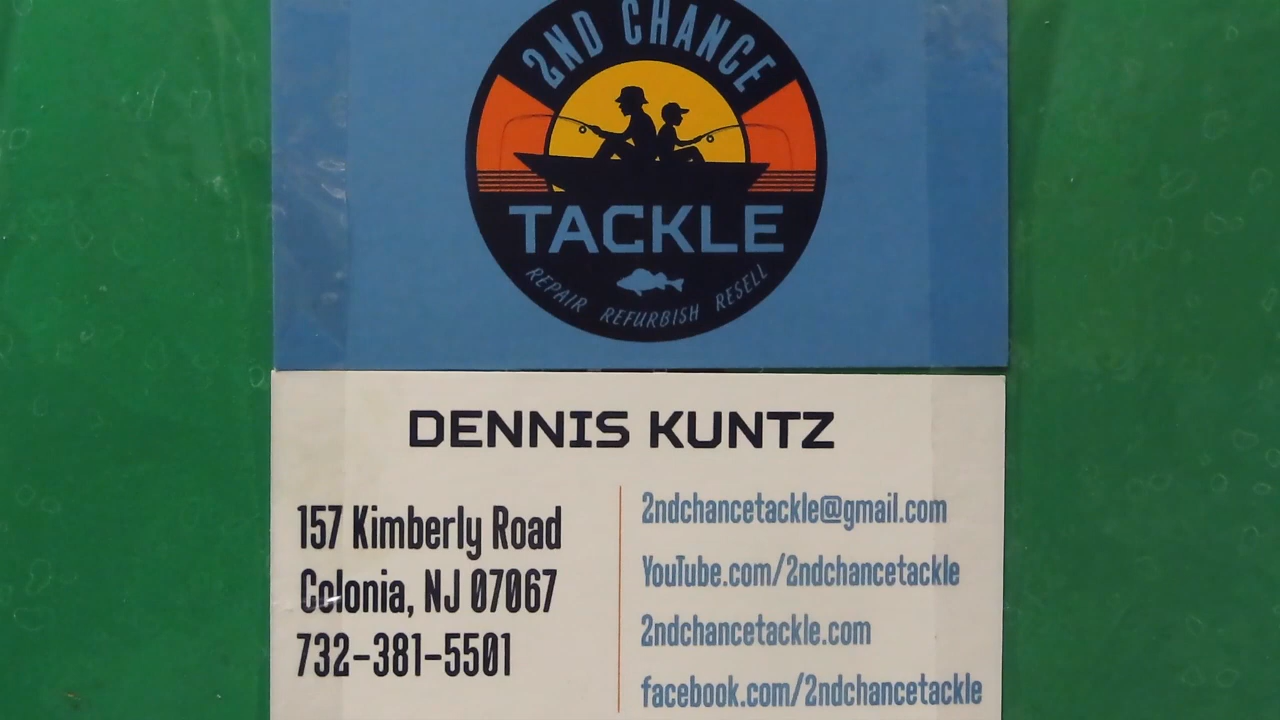 2ND CHANCE
TACKLE
REPAIR REFURBISH RESELL
DENNIS KUNTZ
157 Kimberly Road
Colonia, NJ 07067
732-381-5501
2ndchancetackle@gmail.com
YouTube.com/2ndchancetackle
2ndchancetackle.com
facebook.com/2ndchancetackle